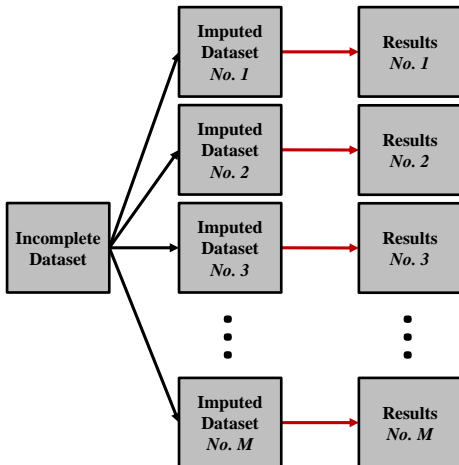 Imputed
Dataset
No. 1
Results
No. 1
Imputed
Dataset
No. 2
Results
No. 2
Incomplete
Dataset
Imputed
Dataset
No. 3
Results
No. 3
Imputed
Dataset
No. M
Results
No. M